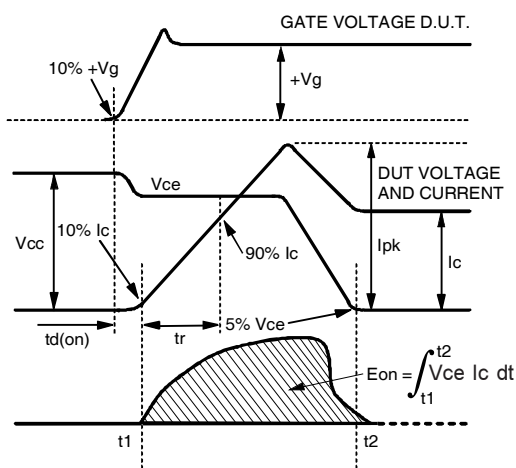 GATE VOLTAGE D.U.T.
10% +Vg
+Vg
Vce
DUT VOLTAGE
AND CURRENT
Vcc
10% Ic
90% Ic
Ipk
Ic
td(on)
tr
5% Vce
Eon = ∫ Vce Ic dt
t2
t1
t1
t2